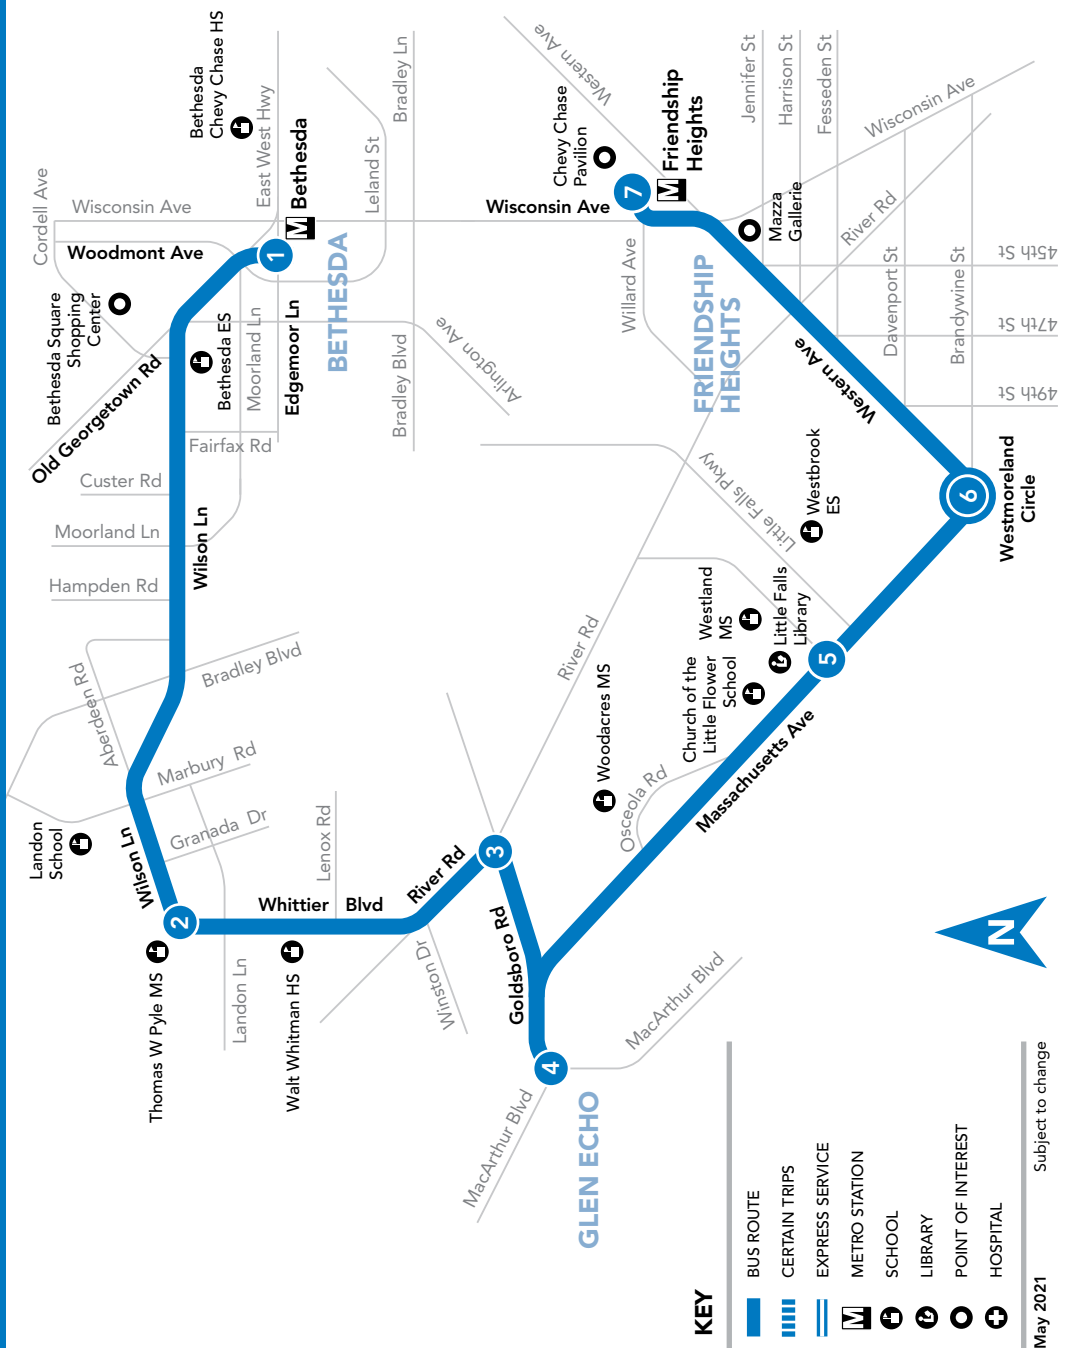 Landon
School
Thomas W Pyle MS
Walt Whitman HS
Wilson Ln
2
Landon Ln
Granada Dr
Marbury Rd
Aberdeen Rd
Bradley Blvd
Lenox Rd
Whittier Blvd
River Rd
Winston Dr
Goldsboro Rd
3
4
MacArthur Blvd
MacArthur Blvd
GLEN ECHO
Hampden Rd
Moorland Ln
Custer Rd
Wilson Ln
Fairfax Rd
Old Georgetown Rd
Bethesda Square
Shopping
Center
Bethesda ES
Moorland Ln
Edgemoor Ln
BETHESDA
Cordell Ave
Woodmont Ave
Wisconsin Ave
1
M
Bethesda
East West Hwy
Bethesda
Chevy Chase HS
Leland St
Bradley Ln
Bradley Blvd
Arlington Ave
Wisconsin Ave
Western Ave
Chevy Chase
Pavilion
7
M
Friendship
Heights
Willard Ave
FRIENDSHIP
HEIGHTS
Mazza
Gallerie
Jennifer St
Harrison St
Fesseden St
Wisconsin Ave
River Rd
Davenport St
Brandywine St
45th St
47th St
49th St
Western Ave
Little Falls Pkwy
Westbrook
ES
6
Westmoreland
Circle
River Rd
Westland
MS
Little Falls
Library
5
Church of the
Little Flower
School
Woodacres MS
Osceola Rd
Massachusetts Ave
N
KEY
BUS ROUTE
CERTAIN TRIPS
EXPRESS SERVICE
M METRO STATION
SCHOOL
LIBRARY
POINT OF INTEREST
HOSPITAL
May 2021
Subject to change